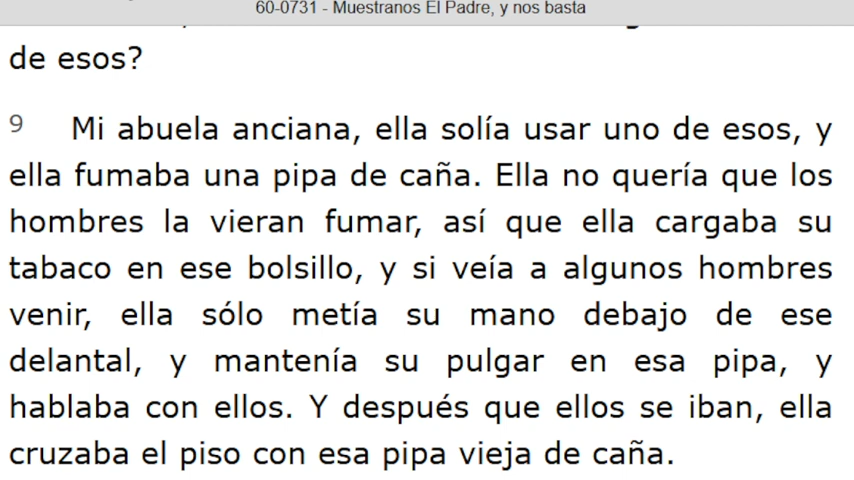 60-0731 - Muestranos El Padre, y nos basta
de esos?
9 Mi abuela anciana, ella solía usar uno de esos, y
ella fumaba una pipa de caña. Ella no quería que los
hombres la vieran fumar, así que ella cargaba su
tabaco en ese bolsillo, y si veía a algunos hombres
venir, ella sólo metía su mano debajo de ese
delantal, y mantenía su pulgar en esa pipa, y
hablaba con ellos. Y después que ellos se iban, ella
cruzaba el piso con esa pipa vieja de caña.